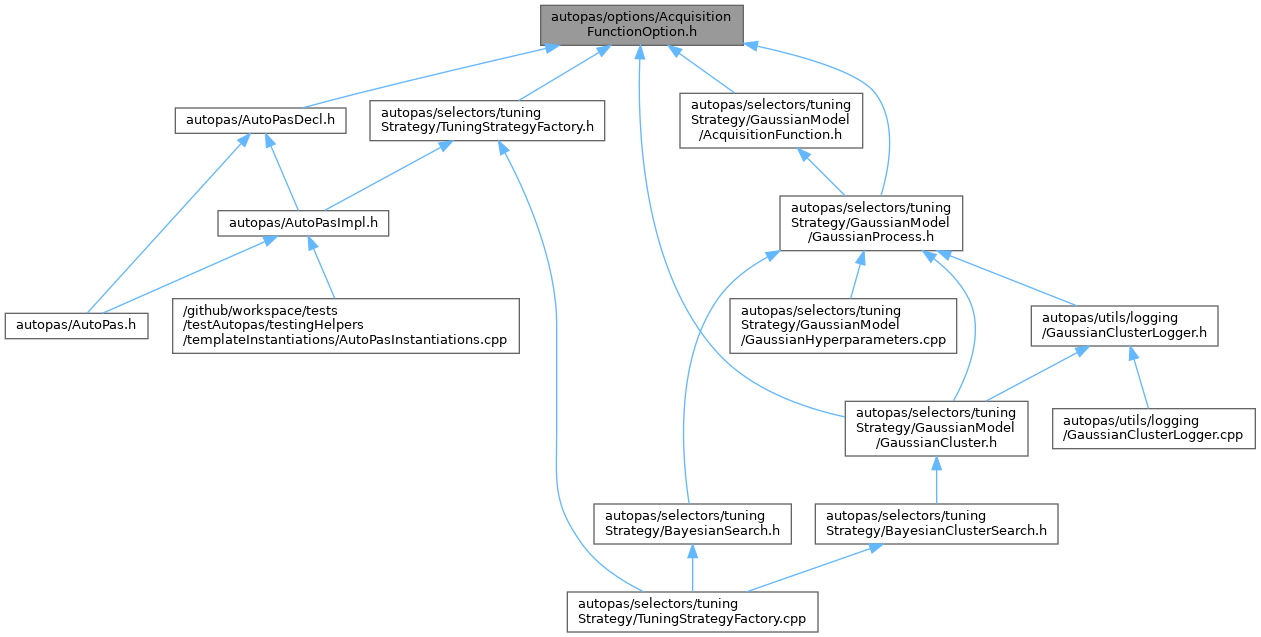 autopas/options/Acquisition
FunctionOption.h
autopas/AutoPasDecl.h
autopas/selectors/tuning
Strategy/TuningStrategyFactory.h
autopas/selectors/tuning
Strategy/GaussianModel
/AcquisitionFunction.h
autopas/AutoPasImpl.h
autopas/selectors/tuning
Strategy/GaussianModel
/GaussianProcess.h
autopas/AutoPas.h
/github/workspace/tests
/testAutopas/testingHelpers
/templateInstantiations/AutoPasInstantiations.cpp
autopas/selectors/tuning
Strategy/GaussianModel
/GaussianHyperparameters.cpp
autopas/utils/logging
/GaussianClusterLogger.h
autopas/selectors/tuning
Strategy/GaussianModel
/GaussianCluster.h
autopas/utils/logging
/GaussianClusterLogger.cpp
autopas/selectors/tuning
Strategy/BayesianSearch.h
autopas/selectors/tuning
Strategy/BayesianClusterSearch.h
autopas/selectors/tuning
Strategy/TuningStrategyFactory.cpp